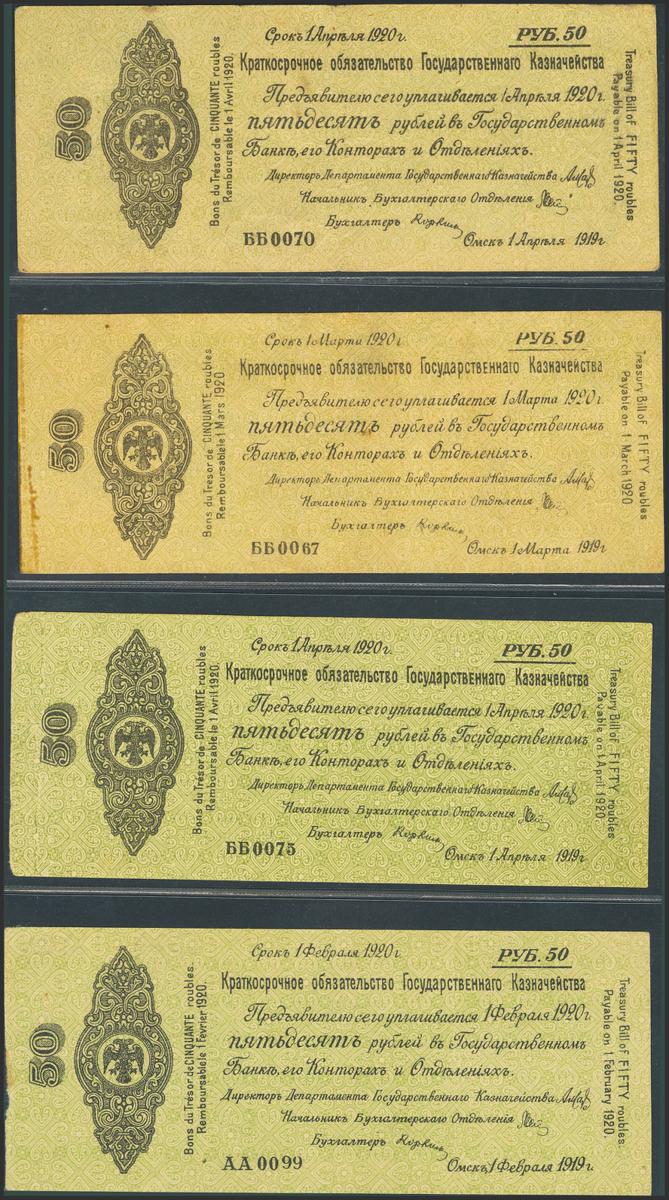 50
Bons du Trésor de CINQUANTE roubles
Remboursable le 1 Avril 1920.
Срокъ 1 Апрѣля 1920 г.
РУБ. 50
Краткосрочное обязательство Государственнаго Казначейства
Предъявителю сего уплачивается 1 Апрѣля 1920 г.
пятьдесятъ рублей въ Государственномъ
Банкѣ, его Конторахъ и Отдѣленіяхъ.
Директоръ Департамента Государственнаго Казначейства
Начальникъ Бухгалтерскаго Отдѣленія
Бухгалтеръ
ББ 0070
Омскъ 1 Апрѣля 1919 г.
Treasury Bill of FIFTY roubles
Payable on 1 April 1920.
50
Bons du Trésor de CINQUANTE roubles
Remboursable le 1 Mars 1920
Срокъ 1 Марта 1920 г.
РУБ. 50
Краткосрочное обязательство Государственнаго Казначейства
Предъявителю сего уплачивается 1 Марта 1920 г.
пятьдесятъ рублей въ Государственномъ
Банкѣ, его Конторахъ и Отдѣленіяхъ.
Директоръ Департамента Государственнаго Казначейства
Начальникъ Бухгалтерскаго Отдѣленія
Бухгалтеръ
ББ 0067
Омскъ 1 Марта 1919 г.
Treasury Bill of FIFTY roubles
Payable on 1 March 1920
50
Bons du Trésor de CINQUANTE roubles
Remboursable le 1 Avril 1920.
Срокъ 1 Апрѣля 1920 г.
РУБ. 50
Краткосрочное обязательство Государственнаго Казначейства
Предъявителю сего уплачивается 1 Апрѣля 1920 г.
пятьдесятъ рублей въ Государственномъ
Банкѣ, его Конторахъ и Отдѣленіяхъ.
Директоръ Департамента Государственнаго Казначейства
Начальникъ Бухгалтерскаго Отдѣленія
Бухгалтеръ
ББ 0075
Омскъ 1 Апрѣля 1919 г.
Treasury Bill of FIFTY roubles
Payable on 1 April 1920.
50
Bons du Trésor de CINQUANTE roubles.
Remboursable le 1 Fevrier 1920.
Срокъ 1 Февраля 1920 г.
РУБ. 50
Краткосрочное обязательство Государственнаго Казначейства
Предъявителю сего уплачивается 1 Февраля 1920 г.
пятьдесятъ рублей въ Государственномъ
Банкѣ, его Конторахъ и Отдѣленіяхъ.
Директоръ Департамента Государственнаго Казначейства
Начальникъ Бухгалтерскаго Отдѣленія
Бухгалтеръ
АА 0099
Омскъ, 1 Февраля 1919 г.
Treasury Bill of FIFTY roubles.
Payable on 1 February 1920.